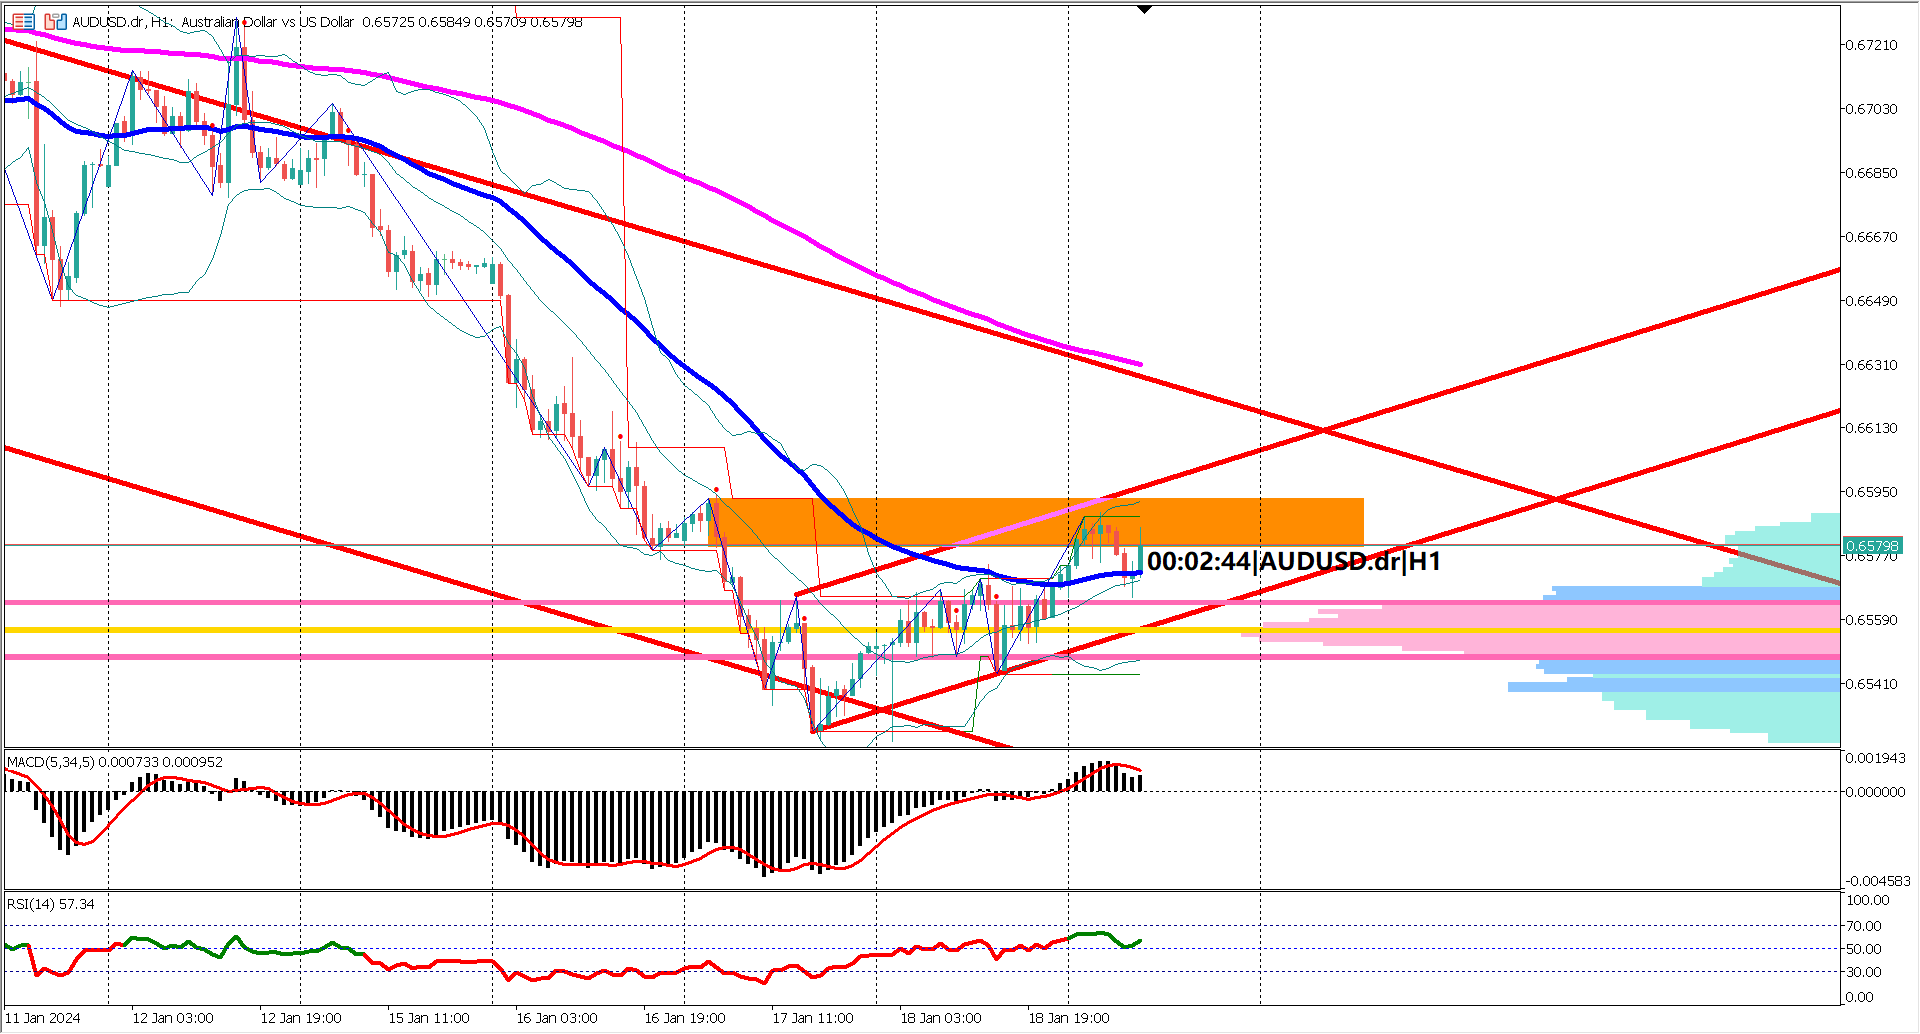 AUDUSD.dr, H1: Australian Dollar vs US Dollar 0.65725 0.65849 0.65709 0.65798
0.67210
0.67030
0.66850
0.66670
0.66490
0.66310
0.66130
0.65950
0.65798
0.65770
00:02:44|AUDUSD.dr|H1
0.65590
0.65410
MACD(5,34,5) 0.000733 0.000952
0.001943
0.000000
-0.004583
RSI(14) 57.34
100.00
70.00
50.00
30.00
0.00
11 Jan 2024
12 Jan 03:00
12 Jan 19:00
15 Jan 11:00
16 Jan 03:00
16 Jan 19:00
17 Jan 11:00
18 Jan 03:00
18 Jan 19:00